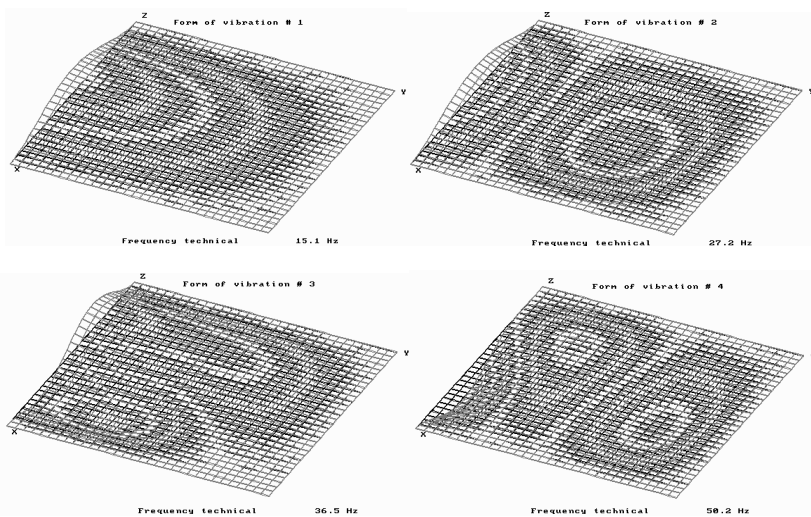 Z
Form of vibration # 1
Y
X
Frequency technical 15.1 Hz
Z
Form of vibration # 2
Y
X
Frequency technical 27.2 Hz
Z
Form of vibration # 3
Y
X
Frequency technical 36.5 Hz
Z
Form of vibration # 4
X
Frequency technical 50.2 Hz